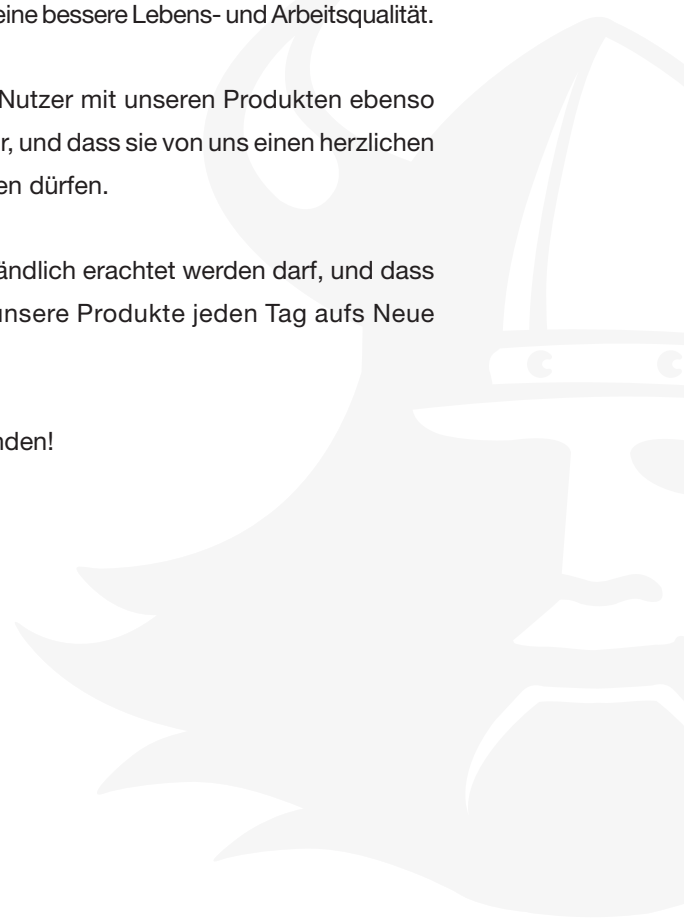 eine bessere Lebens- und Arbeitsqualität.
Nutzer mit unseren Produkten ebenso
r, und dass sie von uns einen herzlichen
en dürfen.
ändlich erachtet werden darf, und dass
unsere Produkte jeden Tag aufs Neue
nden!